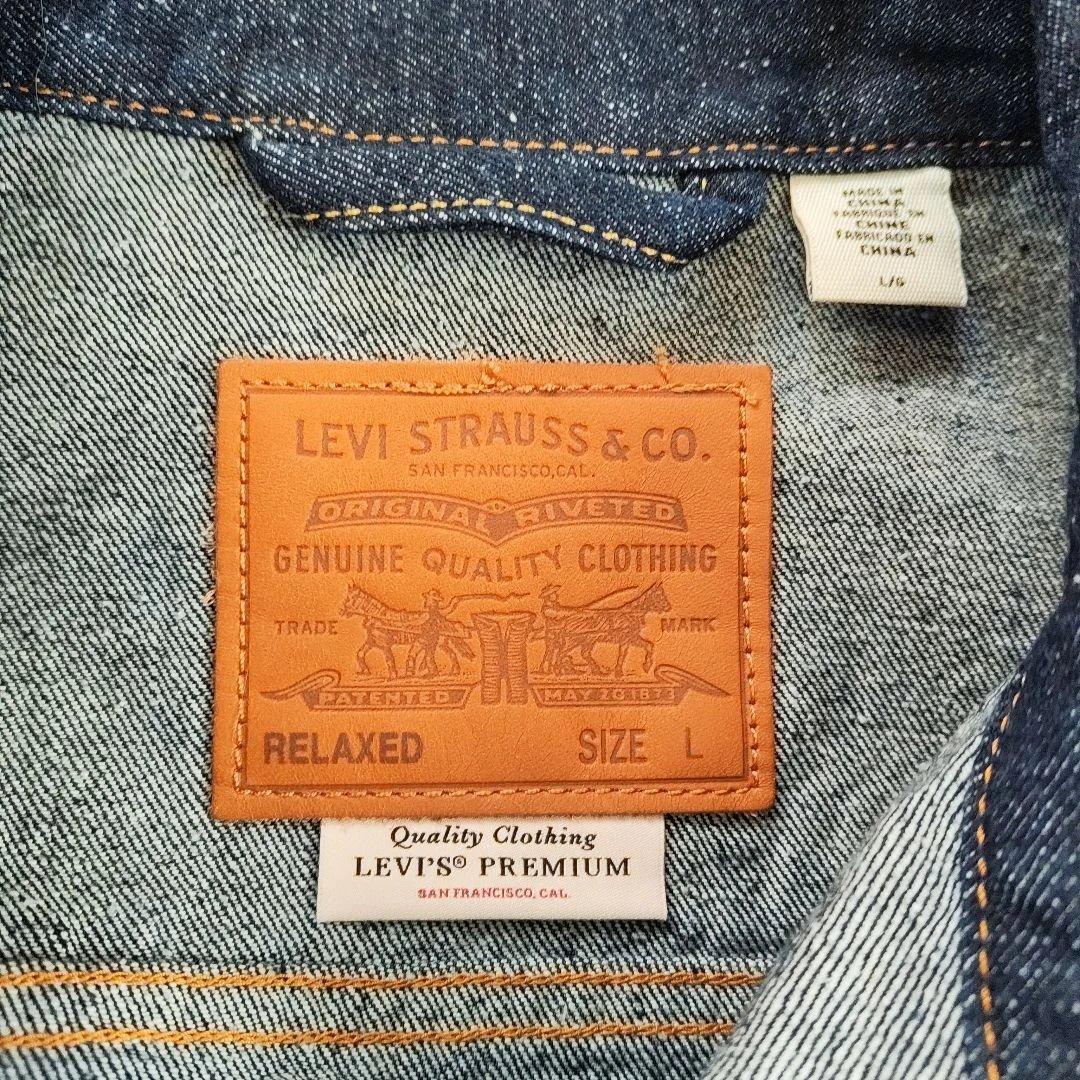 MADE IN
CHINA
FABRIQUÉ EN
CHINE
FABRICADO EN
CHINA
L/G
LEVI STRAUSS & CO.
SAN FRANCISCO, CAL.
ORIGINAL RIVETED
GENUINE QUALITY CLOTHING
TRADE MARK
PATENTED MAY 20 1873
RELAXED SIZE L
Quality Clothing
LEVI'S® PREMIUM
SAN FRANCISCO, CAL.